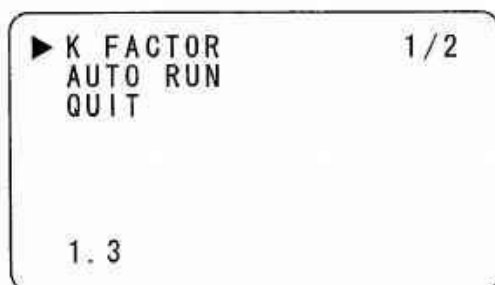 ▶ K FACTOR 1/2
AUTO RUN
QUIT
1.3